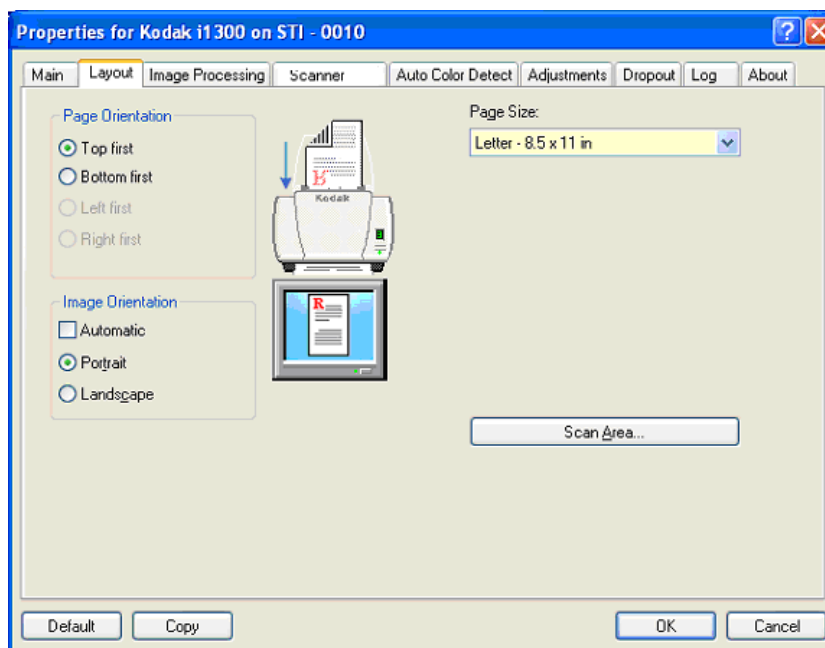 Properties for Kodak i1300 on STI - 0010
Main Layout Image Processing Scanner Auto Color Detect Adjustments Dropout Log About
Page Orientation
Top first
Bottom first
Left first
Right first
Kodak
Page Size:
Letter - 8.5 x 11 in
Image Orientation
Automatic
Portrait
Landscape
R
Scan Area...
Default Copy OK Cancel